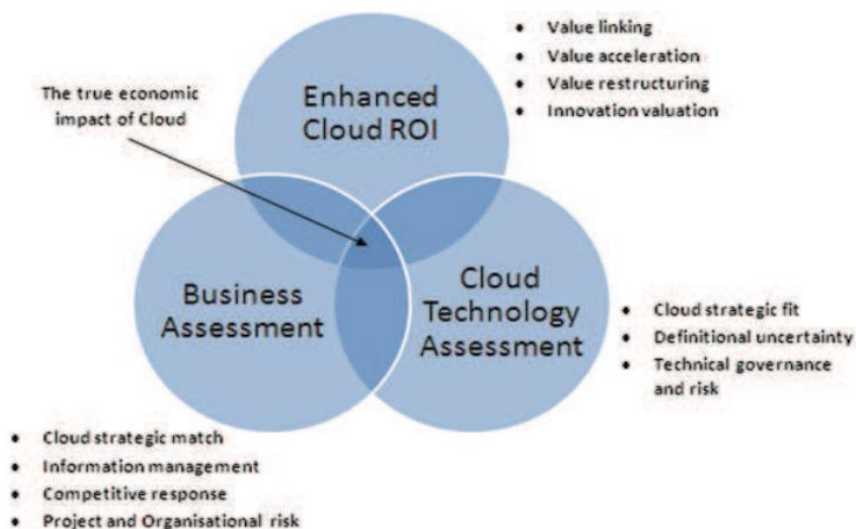 • Value linking
• Value acceleration
• Value restructuring
• Innovation valuation
The true economic
impact of Cloud
Enhanced
Cloud ROI
Business
Assessment
Cloud
Technology
Assessment
• Cloud strategic fit
• Definitional uncertainty
• Technical governance
and risk
• Cloud strategic match
• Information management
• Competitive response
• Project and Organisational risk